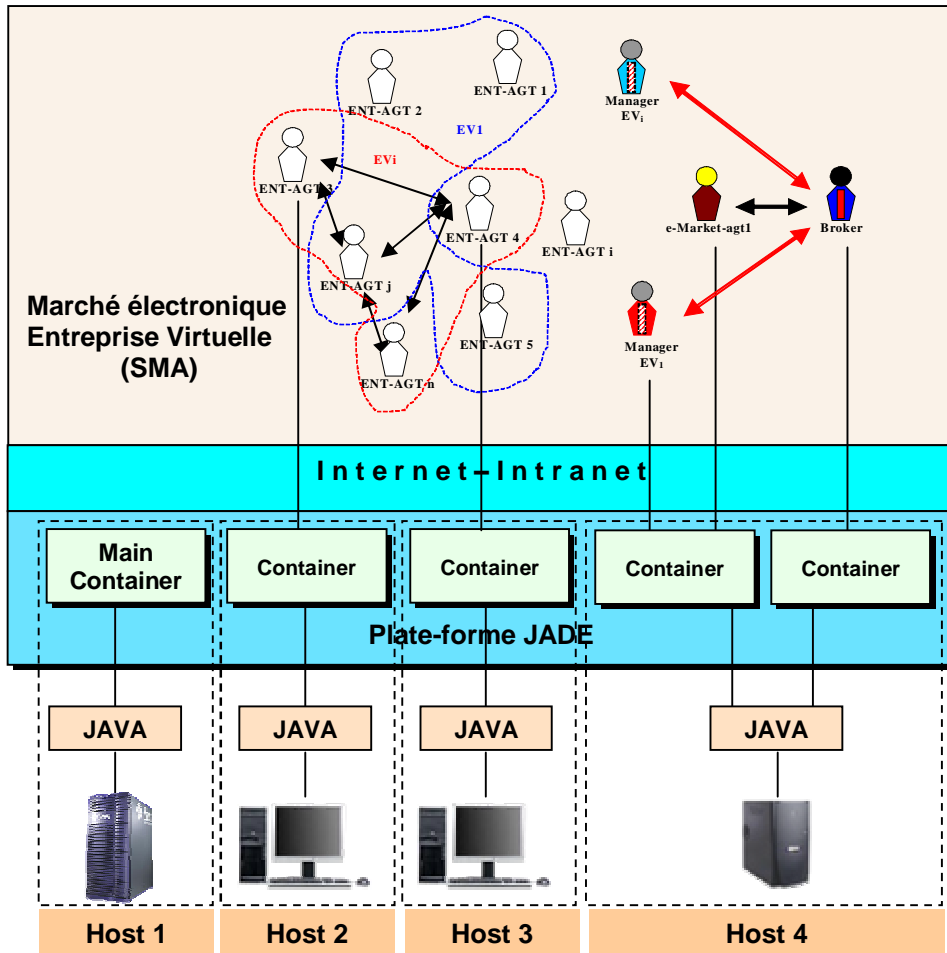 ENT-AGT 1
ENT-AGT 2
Manager
EVi
EV1
EVi
ENT-AGT 3
e-Market-agt1
Broker
ENT-AGT 4
ENT-AGT i
ENT-AGT j
Marché électronique
Entreprise Virtuelle
(SMA)
ENT-AGT 5
Manager
EV1
ENT-AGT n
Internet–Intranet
Main
Container
Container
Container
Container
Container
Plate-forme JADE
JAVA
JAVA
JAVA
JAVA
Host 1
Host 2
Host 3
Host 4